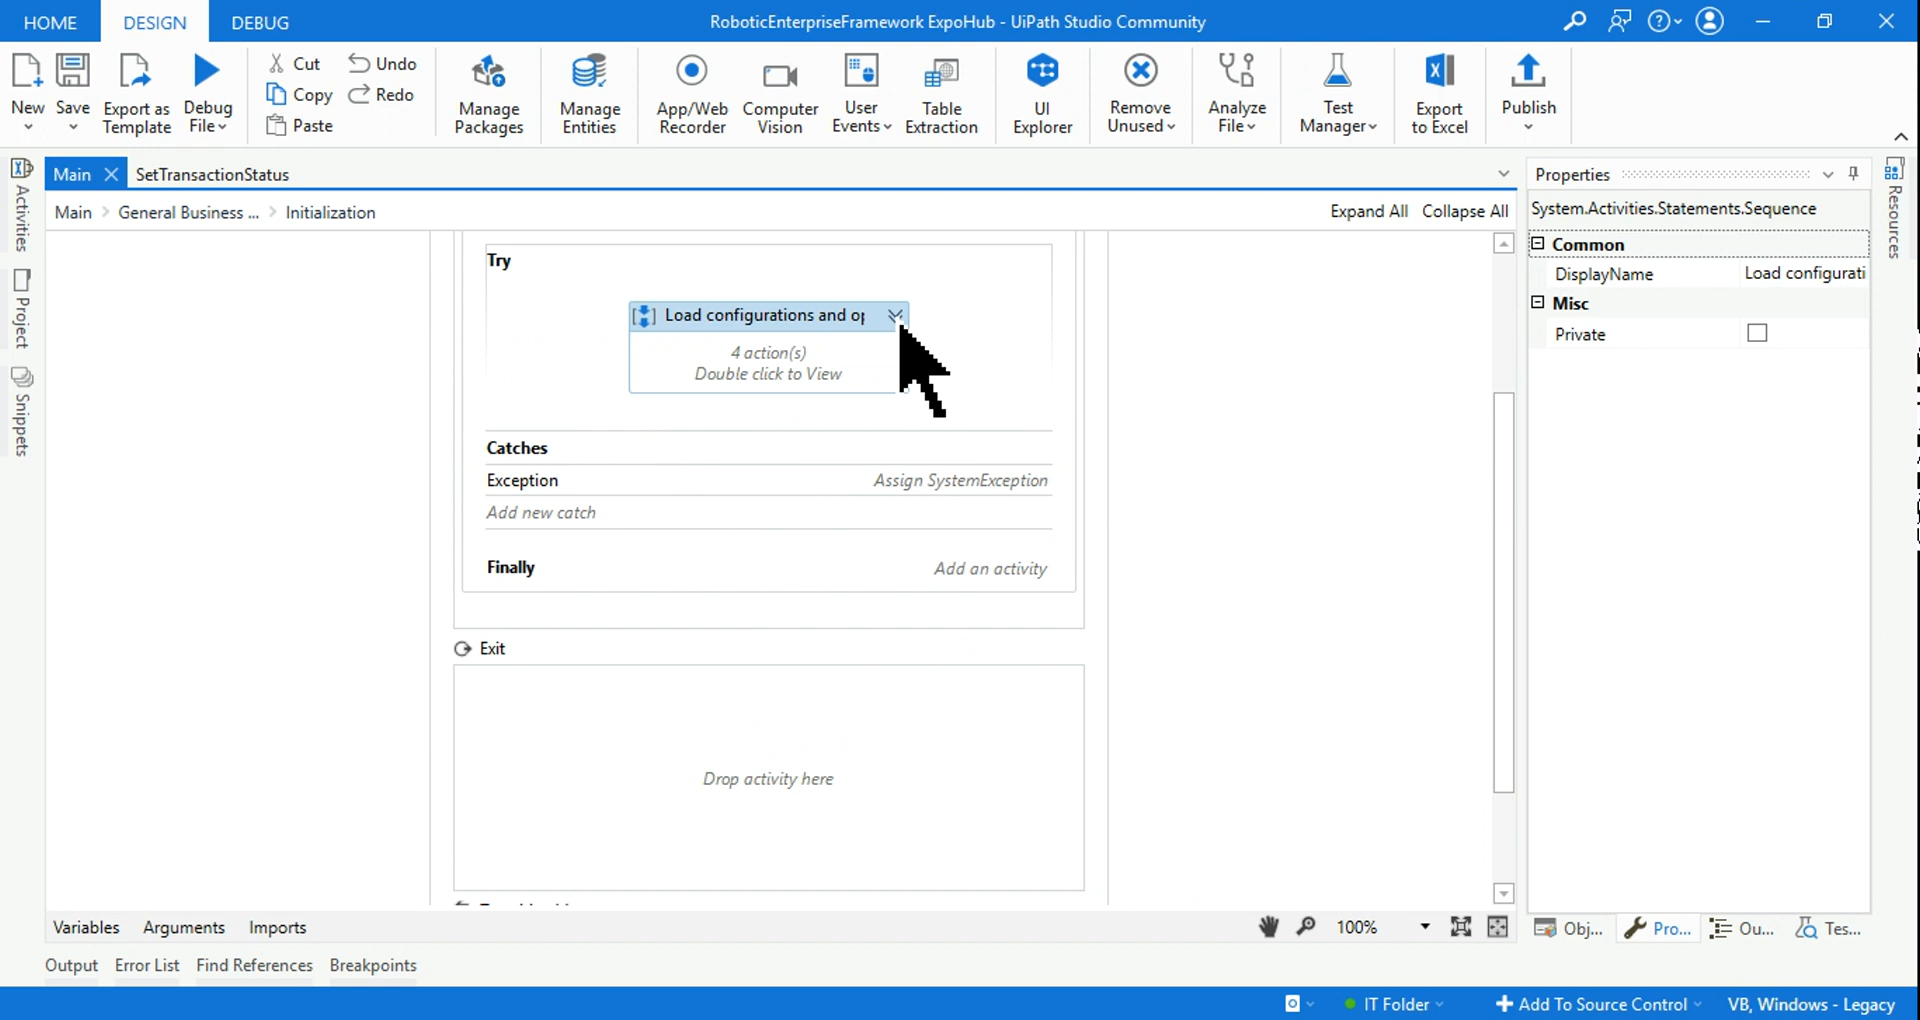 HOME DESIGN DEBUG RoboticEnterpriseFramework ExpoHub - UiPath Studio Community
New Save Export as Template Debug File Cut Copy Paste Undo Redo Manage Packages Manage Entities App/Web Recorder Computer Vision User Events Table Extraction UI Explorer Remove Unused Analyze File Test Manager Export to Excel Publish
Main SetTransactionStatus
Main General Business ... Initialization Expand All Collapse All
Activities
Project
Snippets
Try
Load configurations and op
4 action(s)
Double click to View
Catches
Exception Assign SystemException
Add new catch
Finally Add an activity
Exit
Drop activity here
Properties
System.Activities.Statements.Sequence
Common
DisplayName Load configurati
Misc
Private
Resources
Variables Arguments Imports 100%
Obj... Pro... Ou... Tes...
Output Error List Find References Breakpoints
IT Folder Add To Source Control VB, Windows - Legacy